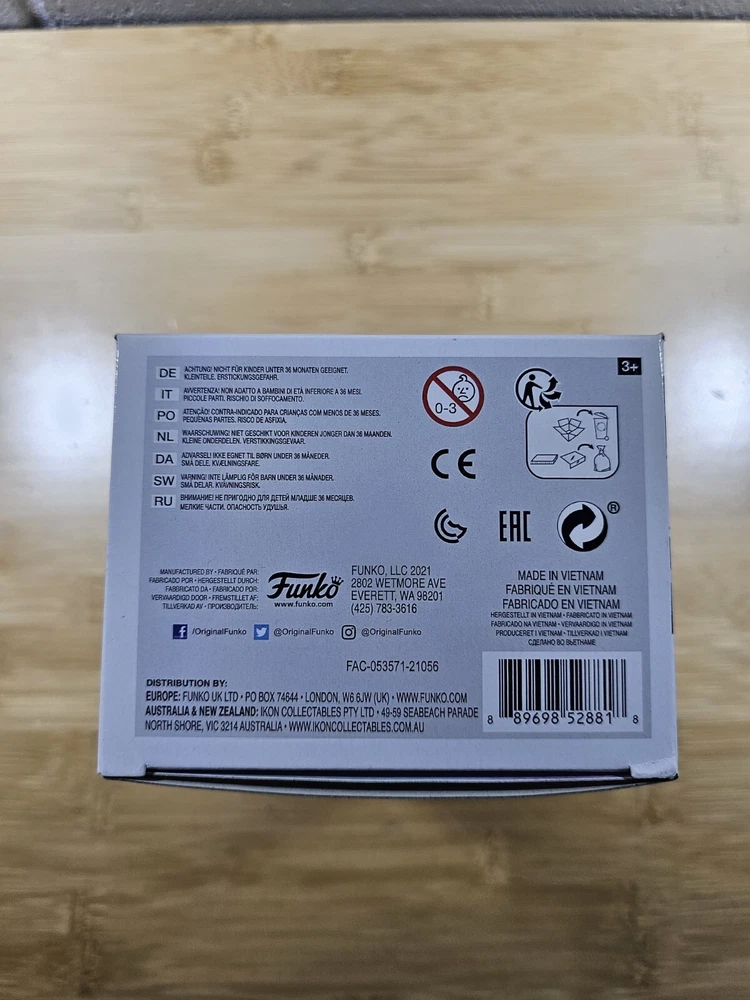 3+
DE ACHTUNG! NICHT FÜR KINDER UNTER 36 MONATEN GEEIGNET.
KLEINTEILE. ERSTICKUNGSGEFAHR.
IT AVVERTENZA! NON ADATTO A BAMBINI DI ETÀ INFERIORE A 36 MESI.
PICCOLE PARTI. RISCHIO DI SOFFOCAMENTO.
PO ATENÇÃO! CONTRA-INDICADO PARA CRIANÇAS COM MENOS DE 36 MESES.
PEQUENAS PARTES. RISCO DE ASFIXIA.
NL WAARSCHUWING! NIET GESCHIKT VOOR KINDEREN JONGER DAN 36 MAANDEN.
KLEINE ONDERDELEN. VERSTIKKINGSGEVAAR.
DA ADVARSEL! IKKE EGNET TIL BØRN UNDER 36 MÅNEDER.
SMÅ DELE. KVÆLNINGSFARE.
SW VARNING! INTE LÄMPLIG FÖR BARN UNDER 36 MÅNADER.
SMÅ DELAR. KVÄVNINGSRISK.
RU ВНИМАНИЕ! НЕ ПРИГОДНО ДЛЯ ДЕТЕЙ МЛАДШЕ 36 МЕСЯЦЕВ.
МЕЛКИЕ ЧАСТИ. ОПАСНОСТЬ УДУШЬЯ.
0-3
CE
EAC
®
MANUFACTURED BY • FABRIQUÉ PAR:
FABRICADO POR • HERGESTELLT DURCH:
FABBRICATO DA • FABRICADO POR:
VERVAARDIGD DOOR • FREMSTILLET AF:
TILLVERKAD AV • ПРОИЗВОДИТЕЛЬ:
Funko
www.funko.com
FUNKO, LLC 2021
2802 WETMORE AVE
EVERETT, WA 98201
(425) 783-3616
/OriginalFunko @OriginalFunko @OriginalFunko
MADE IN VIETNAM
FABRIQUÉ EN VIETNAM
FABRICADO EN VIETNAM
HERGESTELLT IN VIETNAM • FABBRICATO IN VIETNAM
FABRICADO NA VIETNAM • VERVAARDIGD IN VIETNAM
PRODUCERET I VIETNAM • TILLVERKAD I VIETNAM
СДЕЛАНО ВО ВЬЕТНАМЕ
FAC-053571-21056
DISTRIBUTION BY:
EUROPE: FUNKO UK LTD • PO BOX 74644 • LONDON, W6 6JW (UK) • WWW.FUNKO.COM
AUSTRALIA & NEW ZEALAND: IKON COLLECTABLES PTY LTD • 49-59 SEABEACH PARADE
NORTH SHORE, VIC 3214 AUSTRALIA • WWW.IKONCOLLECTABLES.COM.AU
8 89698 52881 8